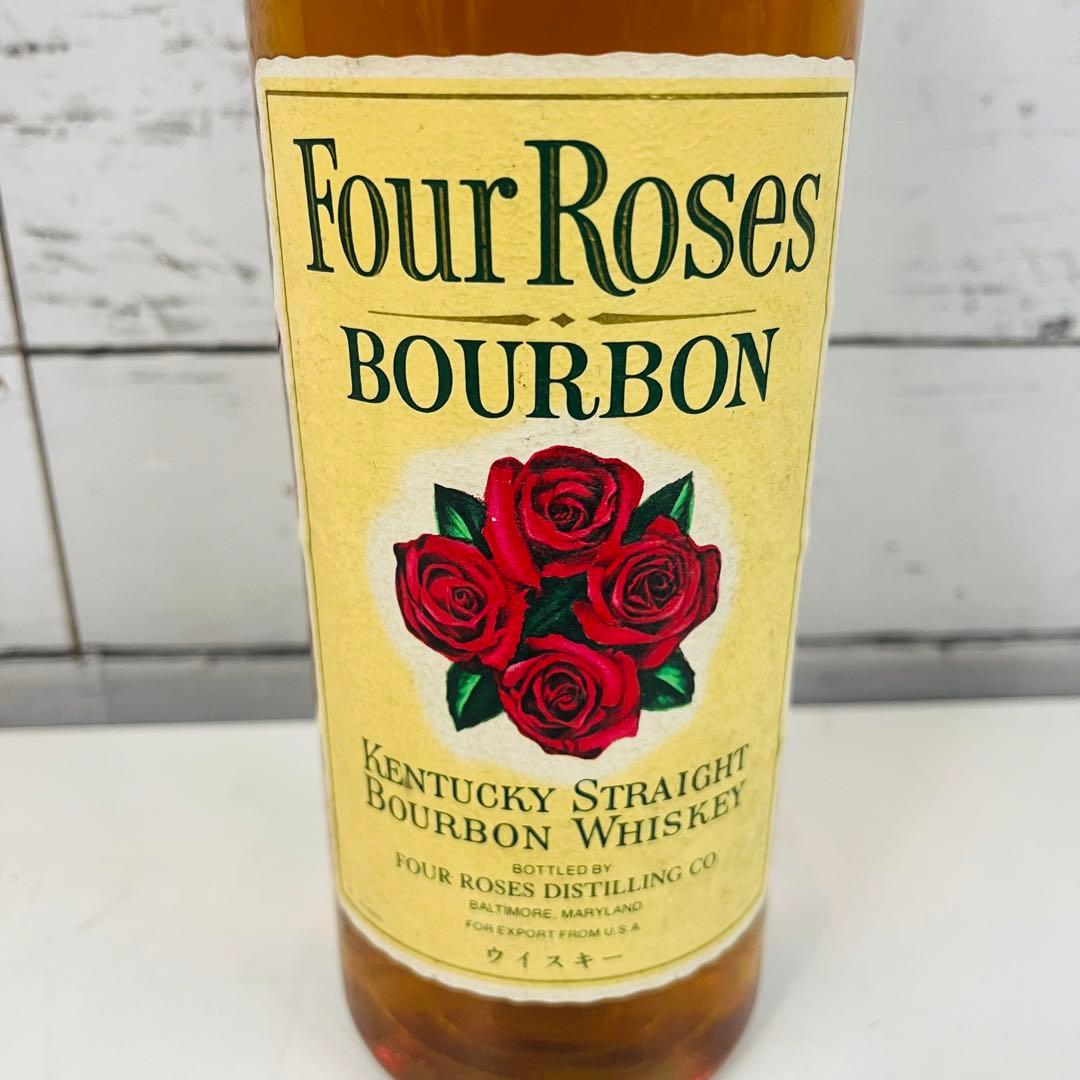 Four Roses
BOURBON
KENTUCKY STRAIGHT
BOURBON WHISKEY
BOTTLED BY
FOUR ROSES DISTILLING CO.
BALTIMORE, MARYLAND
FOR EXPORT FROM U.S.A.
ウイスキー